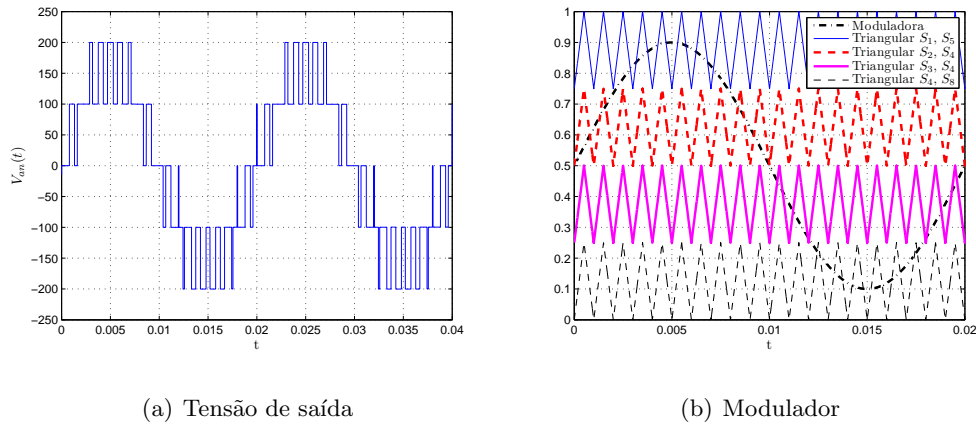 250
200
150
100
50
0
−50
−100
−150
−200
−250
V_an(t)
0 0.005 0.01 0.015 0.02 0.025 0.03 0.035 0.04
t
(a) Tensão de saída
1
0.9
0.8
0.7
0.6
0.5
0.4
0.3
0.2
0.1
0
Moduladora
Triangular S1, S5
Triangular S2, S4
Triangular S3, S4
Triangular S4, S8
0 0.005 0.01 0.015 0.02
t
(b) Modulador